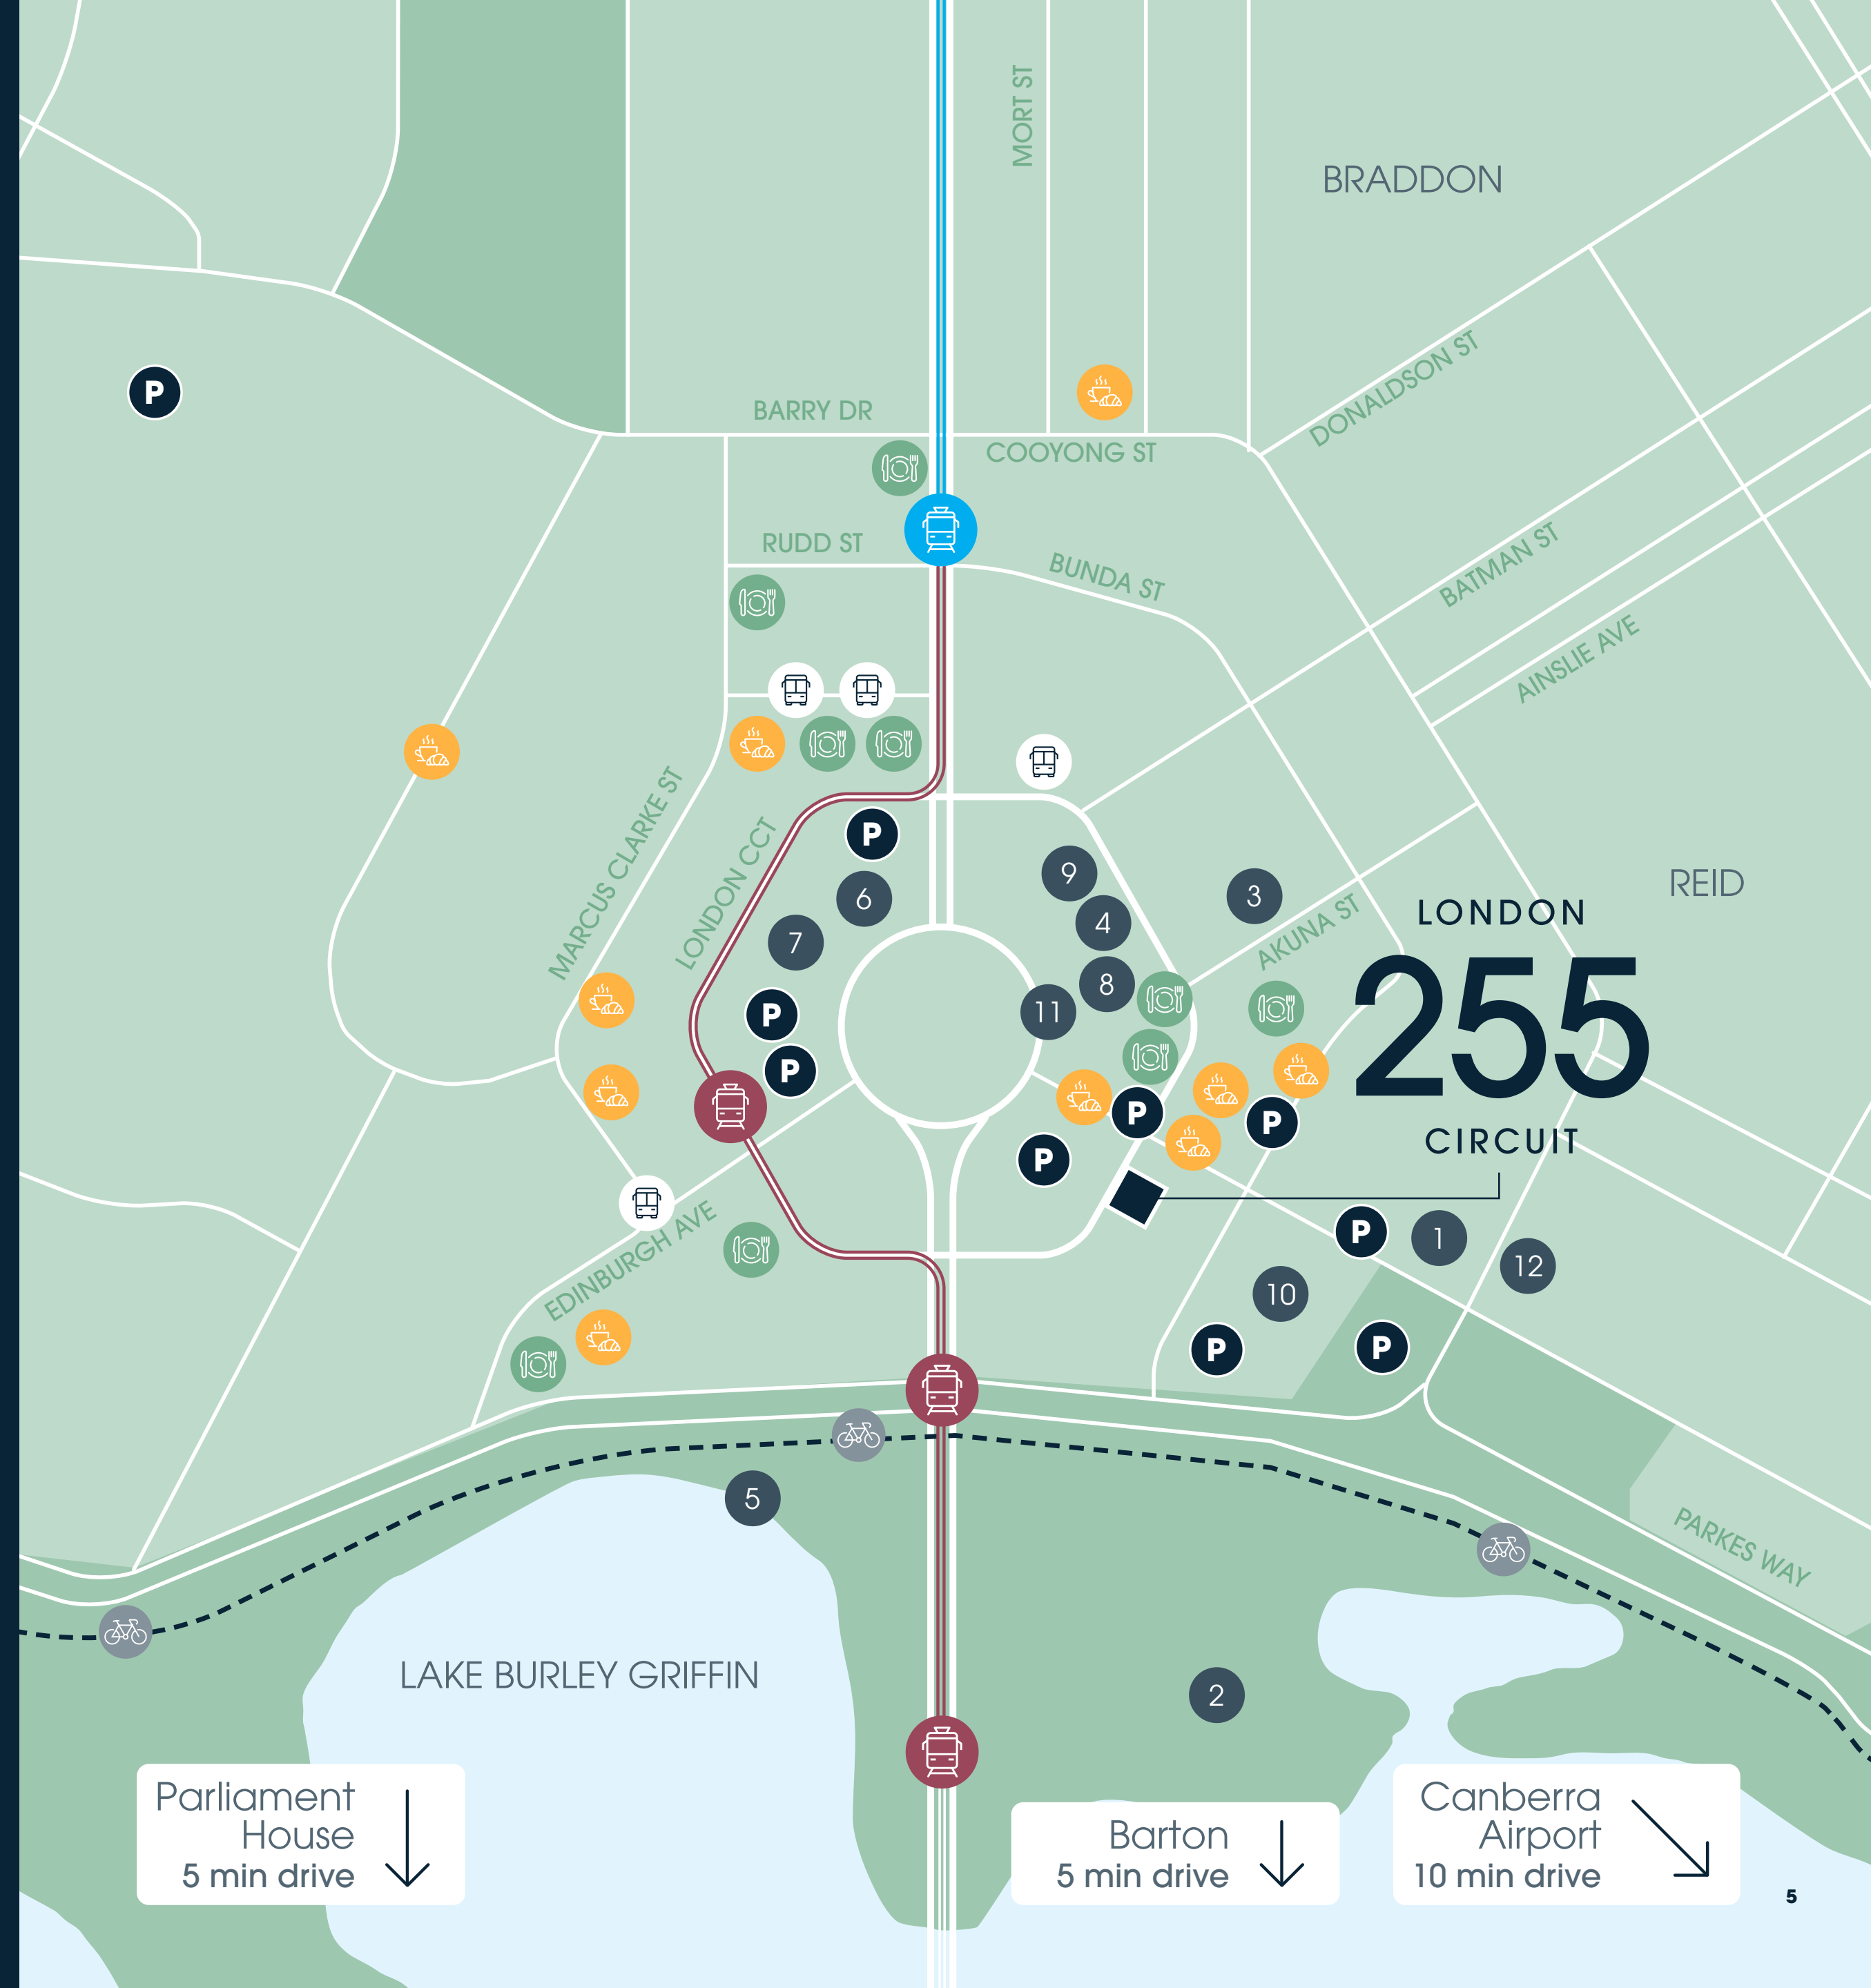 MORT ST
BRADDON
DONALDSON ST
P
BARRY DR
COOYONG ST
RUDD ST
BUNDA ST
BATMAN ST
AINSLIE AVE
MARCUS CLARKE ST
LONDON CCT
P
9
3
REID
6
4
AKUNA ST
LONDON
7
8
11
255
P
P
P
P
CIRCUIT
P
EDINBURGH AVE
P
1
12
10
P
P
5
PARKES WAY
LAKE BURLEY GRIFFIN
2
Parliament
House
5 min drive
Barton
5 min drive
Canberra
Airport
10 min drive
5